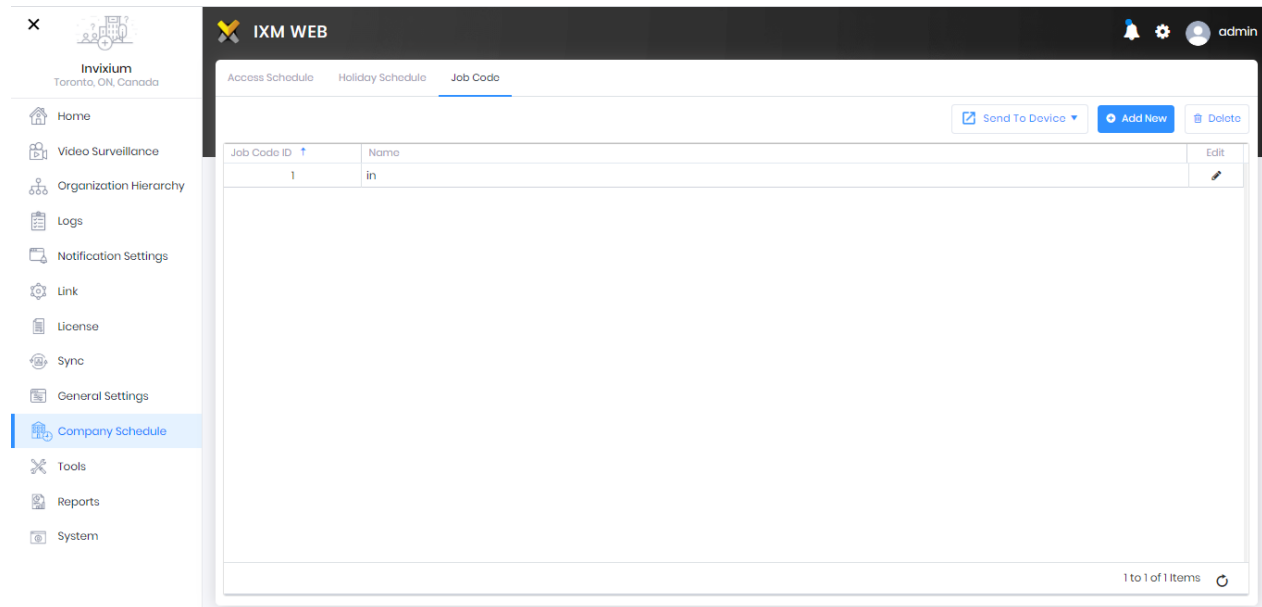 Invixium
Toronto, ON, Canada
Home
Video Surveillance
Organization Hierarchy
Logs
Notification Settings
Link
License
Sync
General Settings
Company Schedule
Tools
Reports
System
IXM WEB
admin
Access Schedule Holiday Schedule Job Code
Send To Device Add New Delete
Job Code ID Name Edit
1 in
1 to 1 of 1 Items